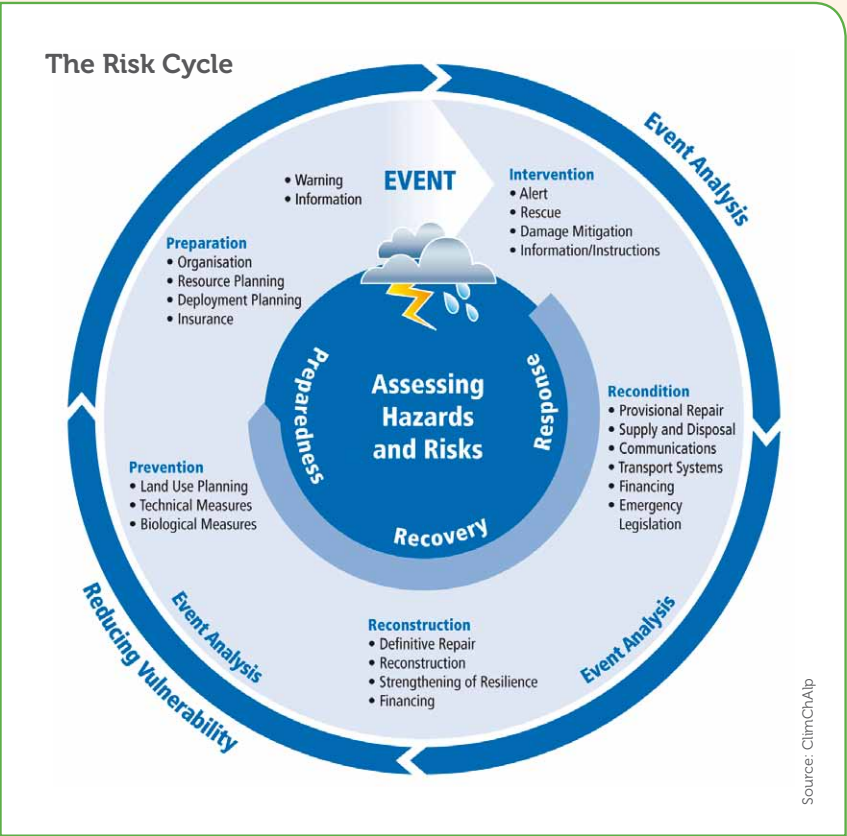 The Risk Cycle
EVENT
• Warning
• Information
Intervention
• Alert
• Rescue
• Damage Mitigation
• Information/Instructions
Event Analysis
Recondition
• Provisional Repair
• Supply and Disposal
• Communications
• Transport Systems
• Financing
• Emergency
Legislation
Event Analysis
Reconstruction
• Definitive Repair
• Reconstruction
• Strengthening of Resilience
• Financing
Event Analysis
Reducing Vulnerability
Prevention
• Land Use Planning
• Technical Measures
• Biological Measures
Preparation
• Organisation
• Resource Planning
• Deployment Planning
• Insurance
Preparedness
Response
Recovery
Assessing
Hazards
and Risks
Source: ClimChAlp